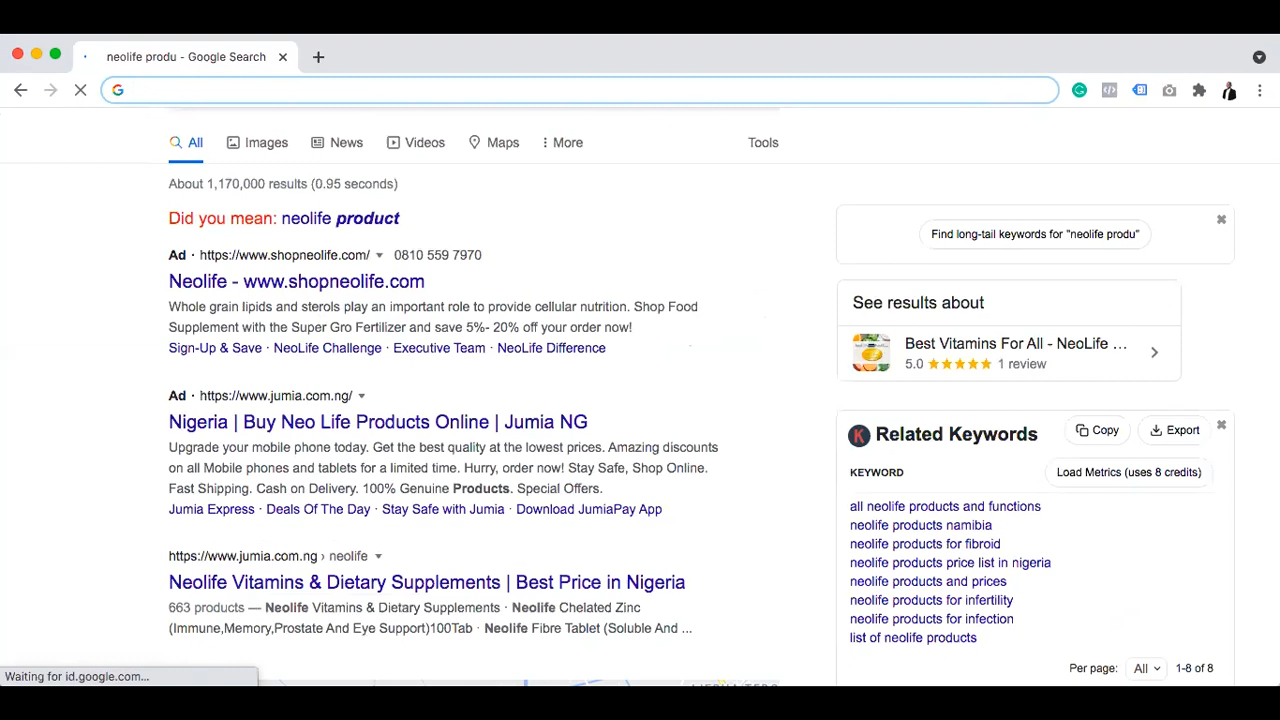 neolife produ - Google Search
All Images News Videos Maps More Tools
About 1,170,000 results (0.95 seconds)
Did you mean: neolife product
Ad · https://www.shopneolife.com/ 0810 559 7970
Neolife - www.shopneolife.com
Whole grain lipids and sterols play an important role to provide cellular nutrition. Shop Food
Supplement with the Super Gro Fertilizer and save 5%- 20% off your order now!
Sign-Up & Save · NeoLife Challenge · Executive Team · NeoLife Difference
Ad · https://www.jumia.com.ng/
Nigeria | Buy Neo Life Products Online | Jumia NG
Upgrade your mobile phone today. Get the best quality at the lowest prices. Amazing discounts
on all Mobile phones and tablets for a limited time. Hurry, order now! Stay Safe, Shop Online.
Fast Shipping. Cash on Delivery. 100% Genuine Products. Special Offers.
Jumia Express · Deals Of The Day · Stay Safe with Jumia · Download JumiaPay App
https://www.jumia.com.ng › neolife
Neolife Vitamins & Dietary Supplements | Best Price in Nigeria
663 products — Neolife Vitamins & Dietary Supplements · Neolife Chelated Zinc
(Immune,Memory,Prostate And Eye Support)100Tab · Neolife Fibre Tablet (Soluble And ...
Find long-tail keywords for "neolife produ"
See results about
Best Vitamins For All - NeoLife ...
5.0 ★★★★★ 1 review
K Related Keywords Copy Export
KEYWORD Load Metrics (uses 8 credits)
all neolife products and functions
neolife products namibia
neolife products for fibroid
neolife products price list in nigeria
neolife products and prices
neolife products for infertility
neolife products for infection
list of neolife products
Per page: All 1-8 of 8
Waiting for id.google.com...